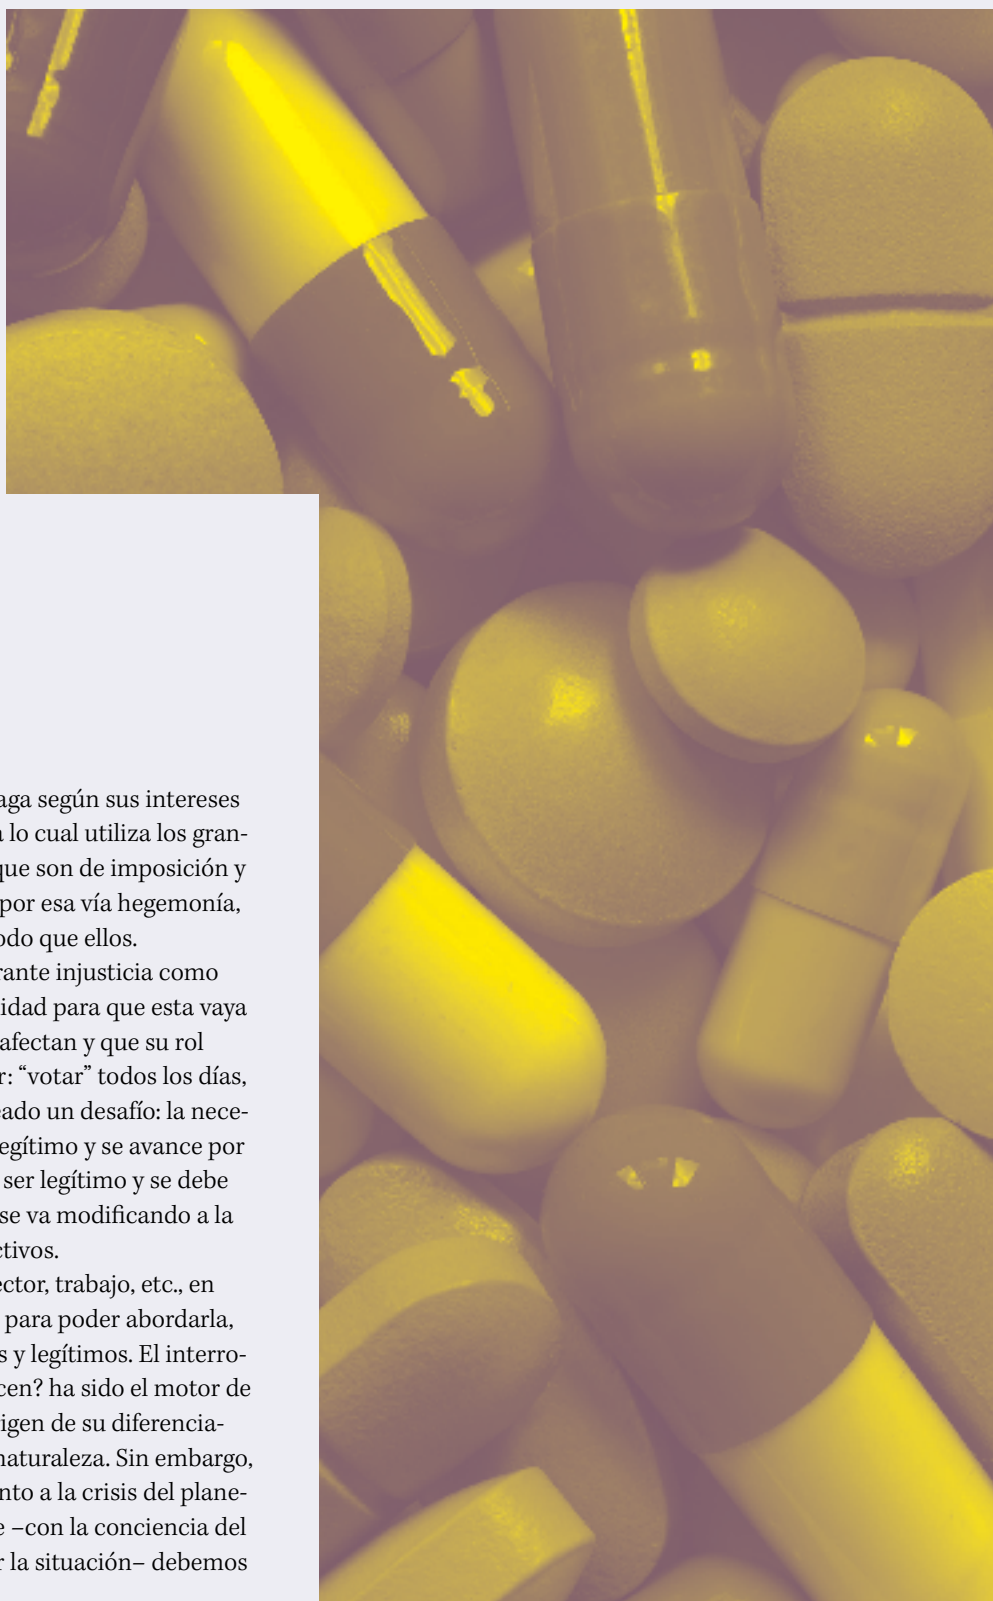 aga según sus intereses
lo cual utiliza los gran-
que son de imposición y
por esa vía hegemonía,
odo que ellos.
rante injusticia como
idad para que esta vaya
afectan y que su rol
r: “votar” todos los días,
eado un desafío: la nece-
egítimo y se avance por
ser legítimo y se debe
se va modificando a la
ctivos.
ector, trabajo, etc., en
para poder abordarla,
s y legítimos. El interro-
cen? ha sido el motor de
rigen de su diferencia-
naturaleza. Sin embargo,
nto a la crisis del plane-
e –con la conciencia del
r la situación– debemos